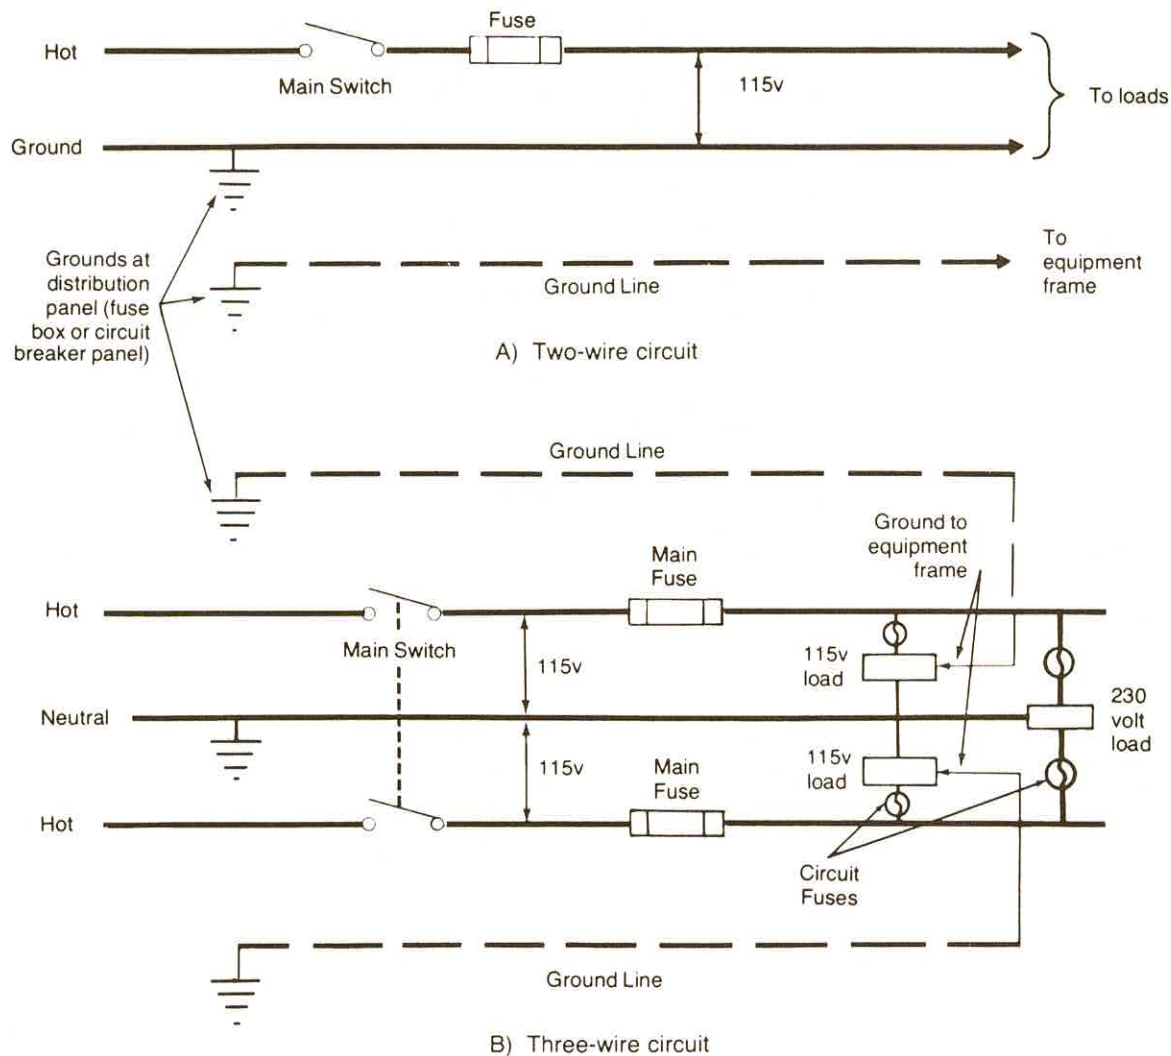 Fuse
Hot
Main Switch
115v
To loads
Ground
Grounds at
distribution
panel (fuse
box or circuit
breaker panel)
To
equipment
frame
Ground Line
A) Two-wire circuit
Ground Line
Ground to
equipment
frame
Main
Fuse
Hot
Main Switch
115v
115v
load
Neutral
230
volt
load
115v
115v
load
Main
Fuse
Hot
Circuit
Fuses
Ground Line
B) Three-wire circuit